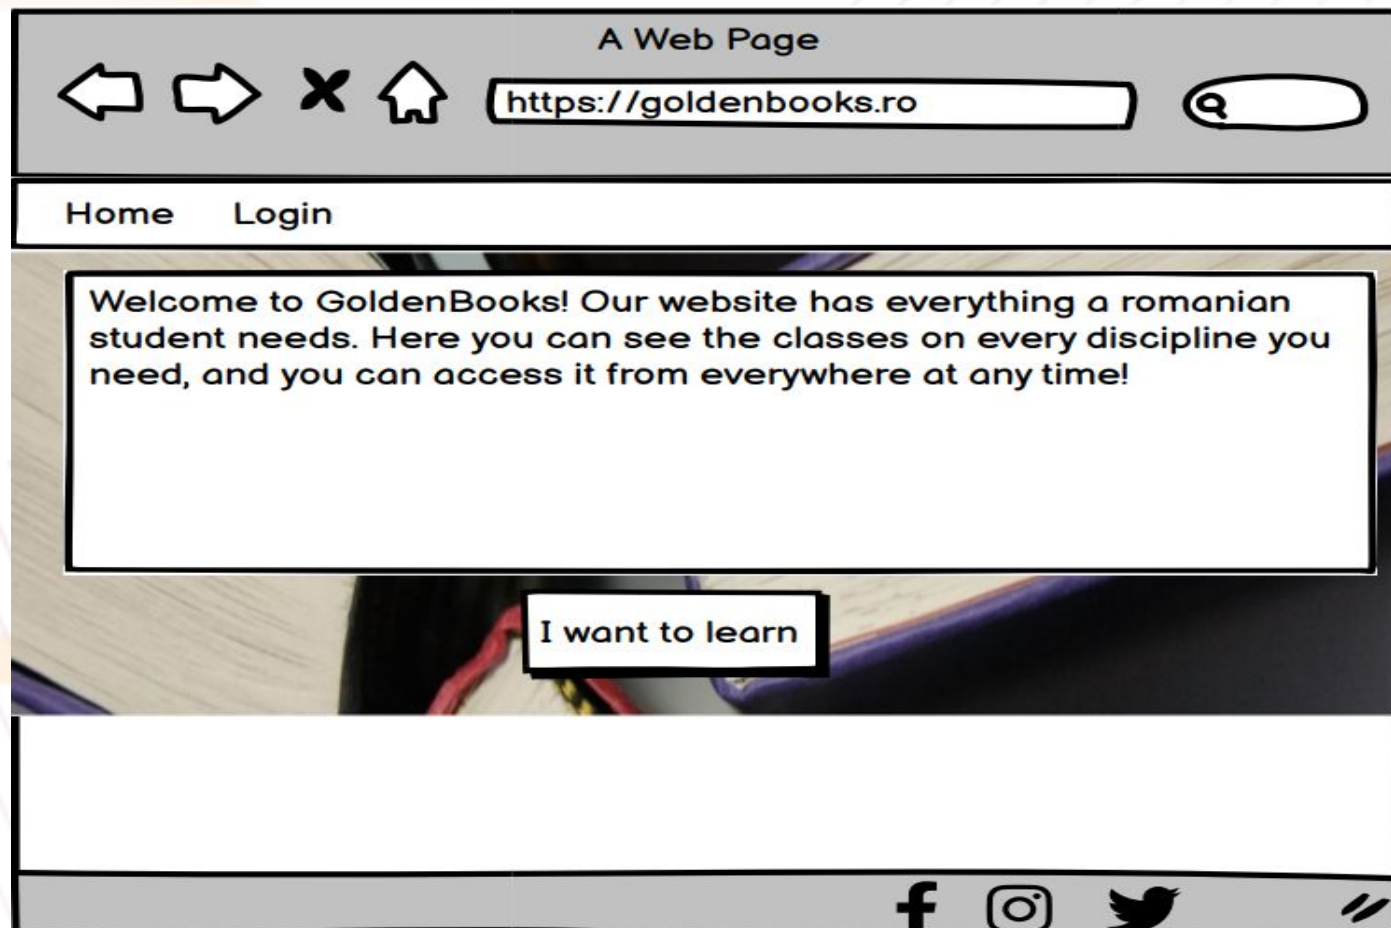 A Web Page
https://goldenbooks.ro
Home Login
Welcome to GoldenBooks! Our website has everything a romanian
student needs. Here you can see the classes on every discipline you
need, and you can access it from everywhere at any time!
I want to learn